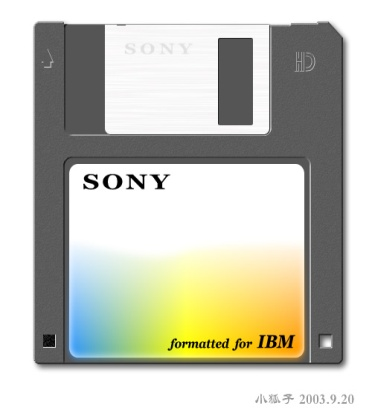 SONY
HD
SONY
formatted for IBM
小狐子 2003.9.20